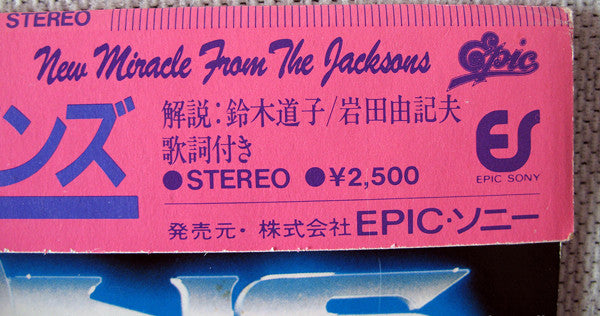 STEREO
New Miracle From The Jacksons
Epic
ンズ
解説:鈴木道子/岩田由記夫
歌詞付き
●STEREO ●¥2,500
ES
EPIC SONY
発売元・株式会社EPIC・ソニー